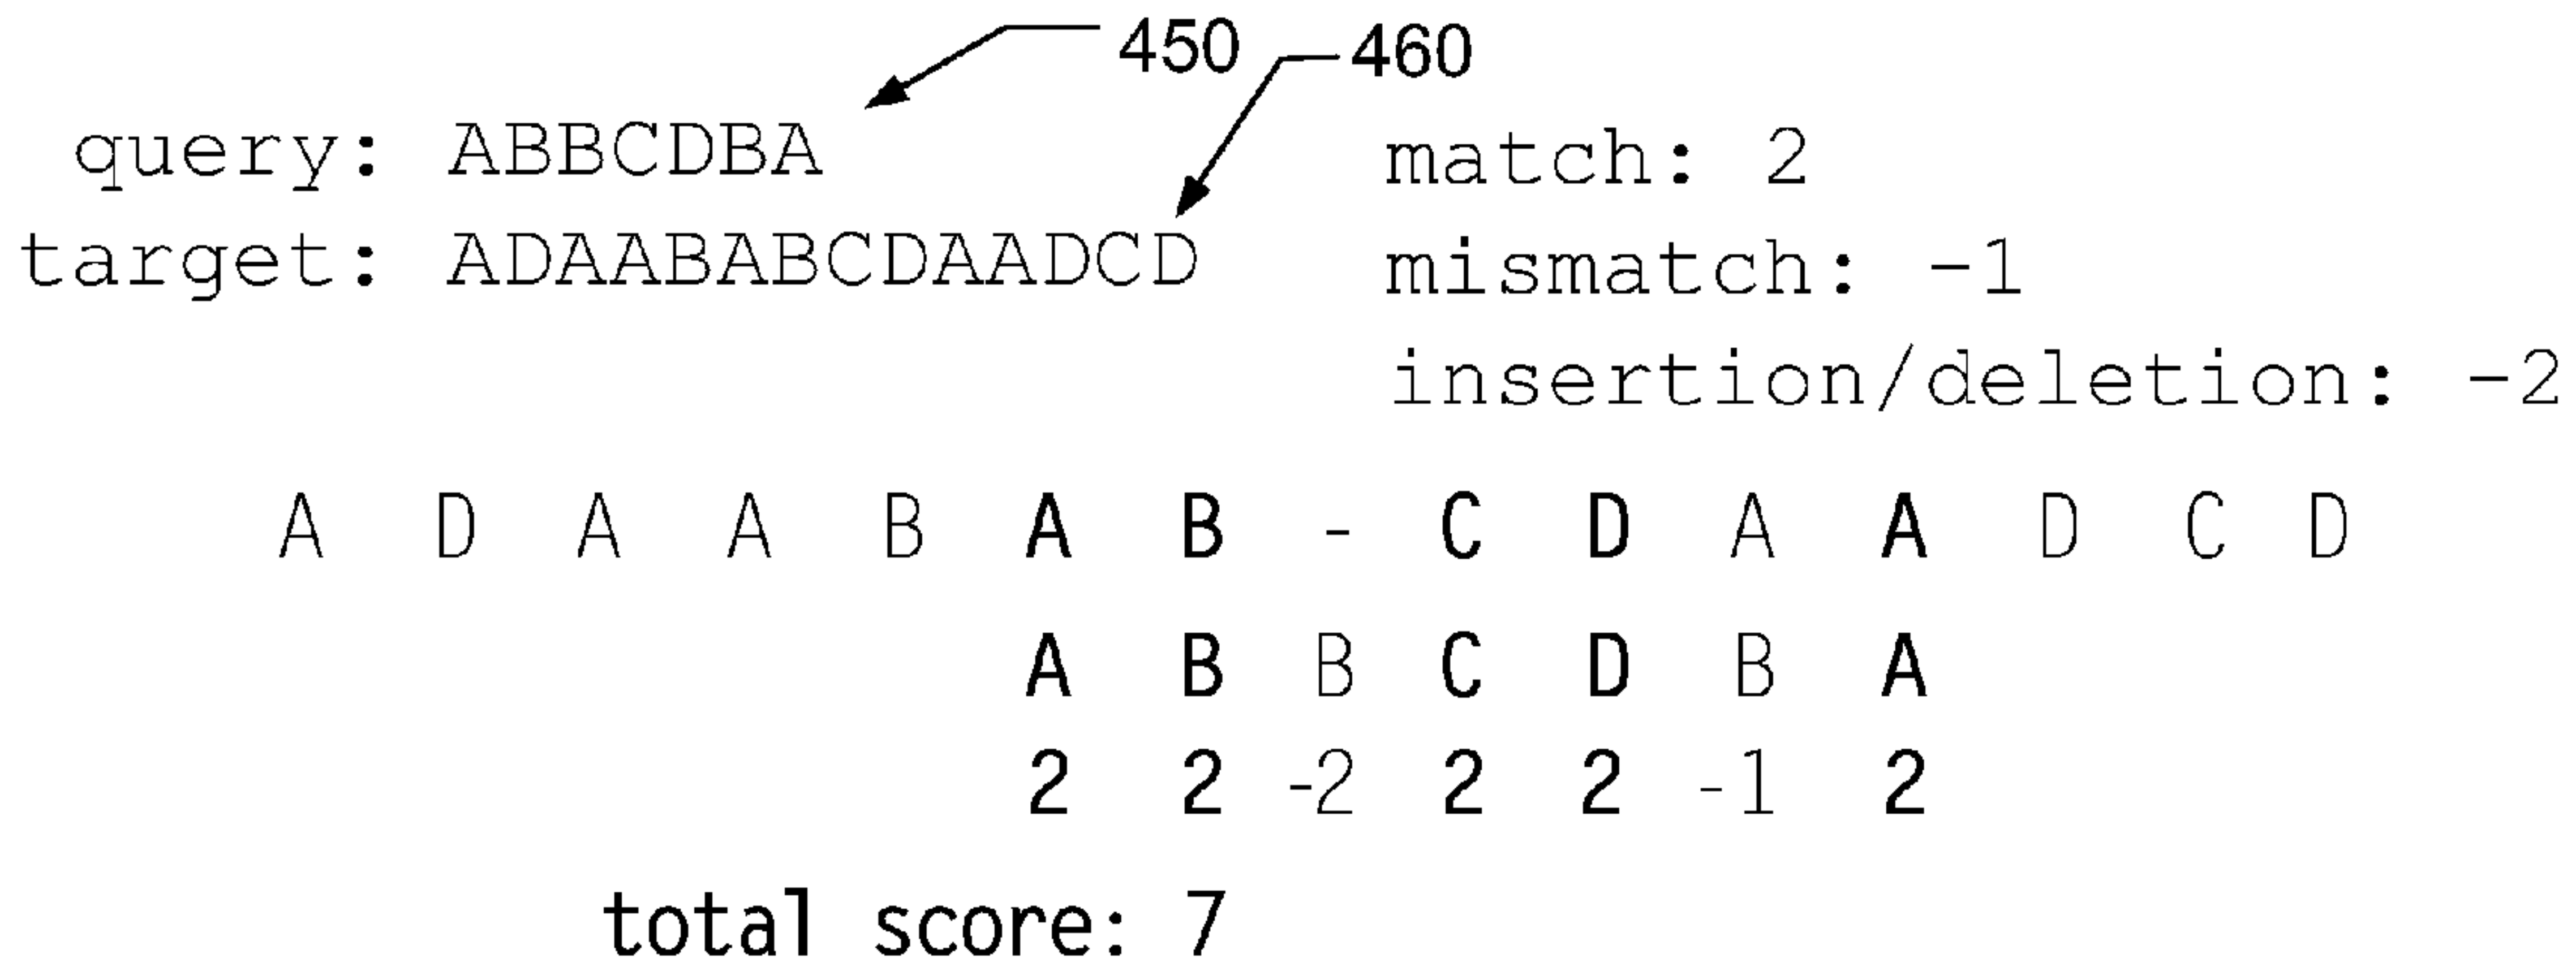 450
460
query: ABBCDBA
match: 2
target: ADAABABCDAADCD
mismatch: -1
insertion/deletion: -2
A D A A B A B - C D A A D C D
A B B C D B A
2 2 -2 2 2 -1 2
total score: 7